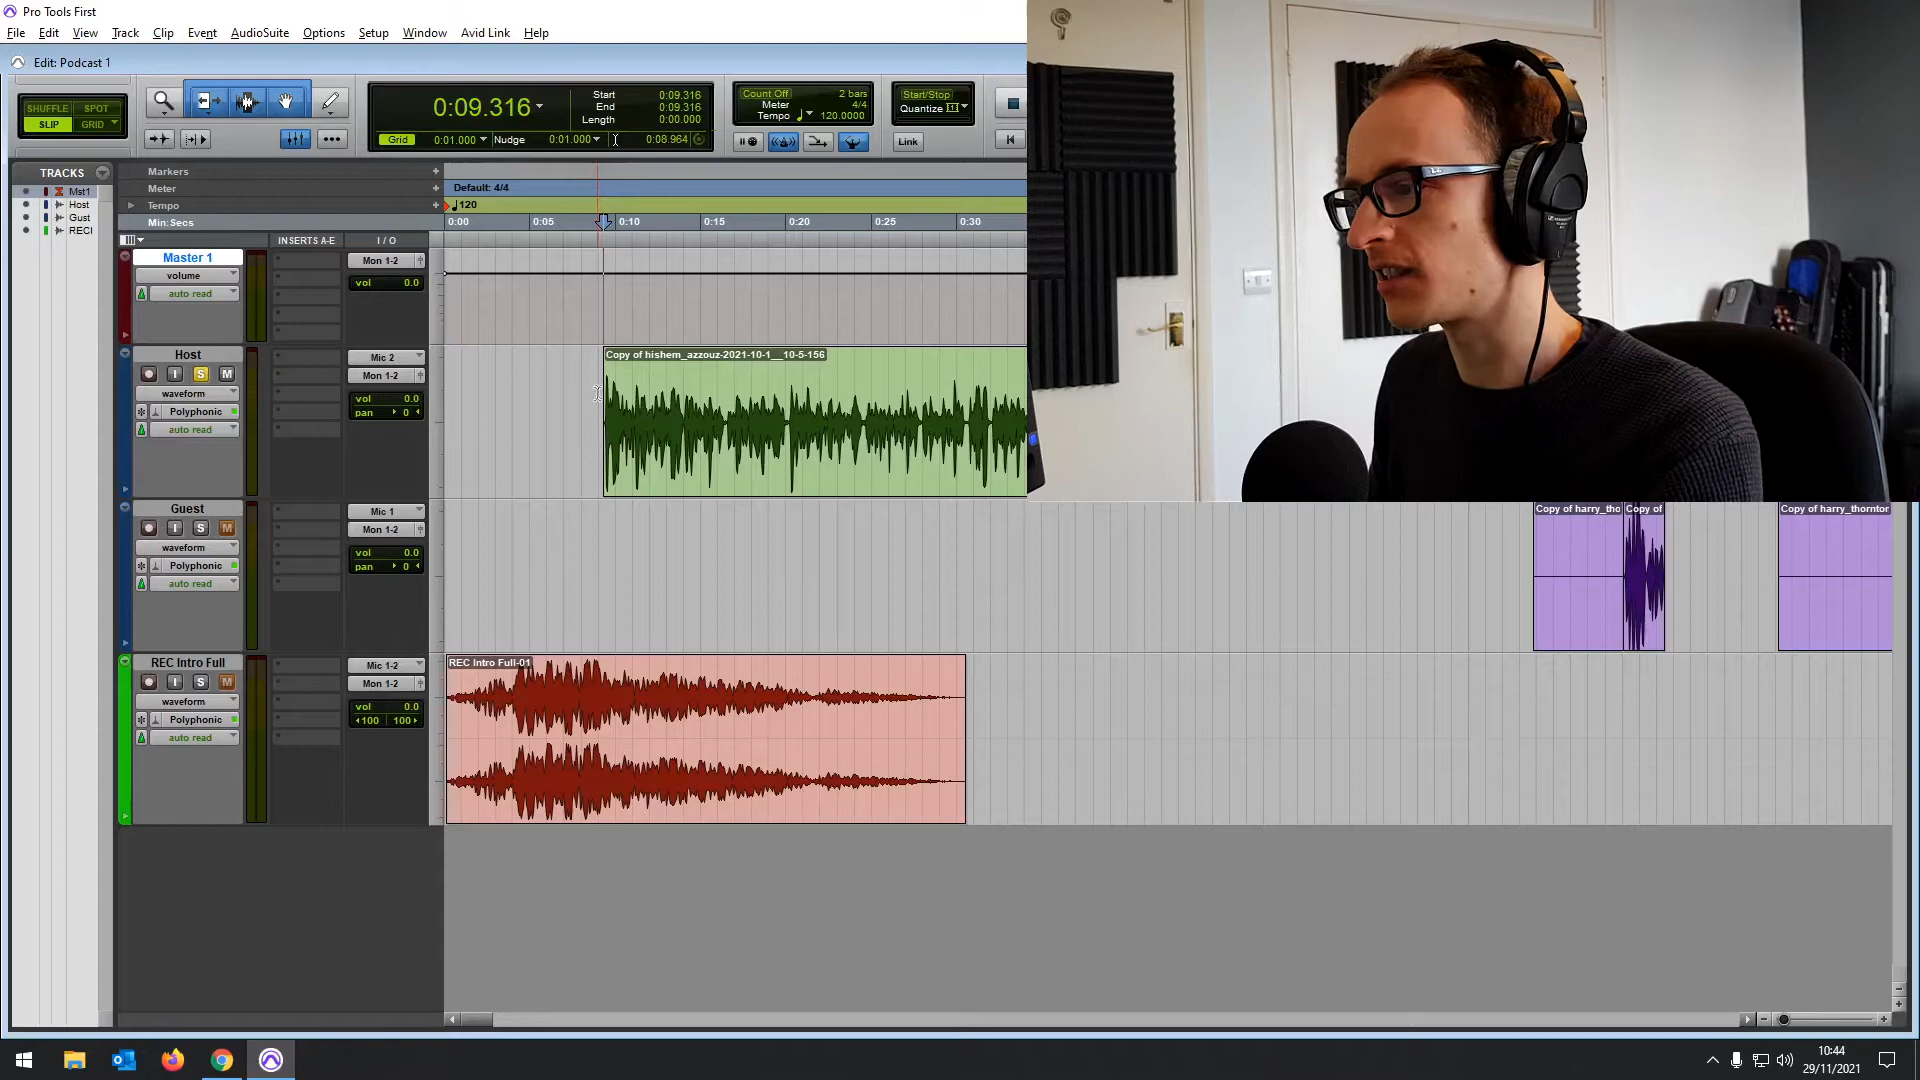 Pro Tools First
File Edit View Track Clip Event AudioSuite Options Setup Window Avid Link Help
Edit: Podcast 1
SHUFFLE SPOT
SLIP GRID
0:09.316
Start 0:09.316
End 0:09.316
Length 0:00.000
Grid 0:01.000 Nudge 0:01.000 0:08.964
Count Off 2 bars
Meter 4/4
Tempo 120.0000
Start/Stop
Quantize
Link
TRACKS
Mst1
Host
Gust
RECI
Markers
Meter Default: 4/4
Tempo 120
Min:Secs 0:00 0:05 0:10 0:15 0:20 0:25 0:30
INSERTS A-E I / O
Master 1
volume
auto read
Mon 1-2
vol 0.0
Host
I S M
waveform
Polyphonic
auto read
Mic 2
Mon 1-2
vol 0.0
pan 0
Copy of hishem_azzouz-2021-10-1__10-5-156
Guest
I S M
waveform
Polyphonic
auto read
Mic 1
Mon 1-2
vol 0.0
pan 0
Copy of harry_tho Copy of Copy of harry_thorntor
REC Intro Full
I S M
waveform
Polyphonic
auto read
Mic 1-2
Mon 1-2
vol 0.0
100 100
REC Intro Full-01
10:44
29/11/2021